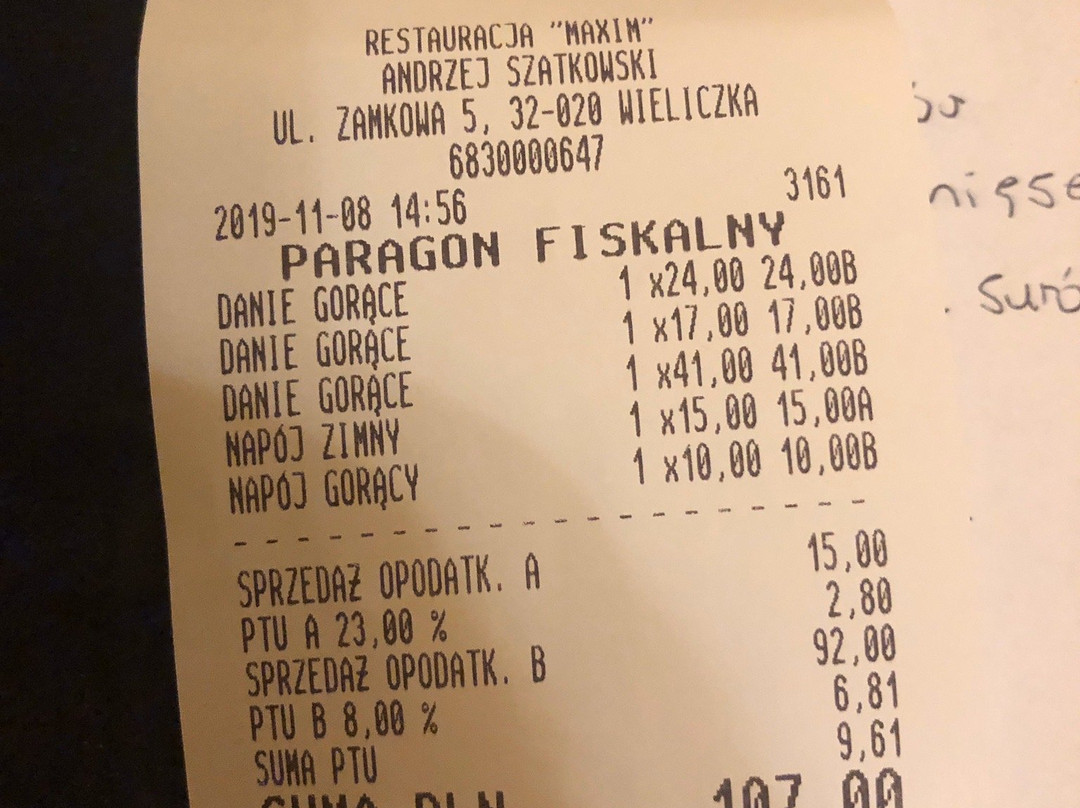 RESTAURACJA "MAXIM"
ANDRZEJ SZATKOWSKI
UL. ZAMKOWA 5, 32-020 WIELICZKA
6830000647
2019-11-08 14:56 3161
PARAGON FISKALNY
DANIE GORĄCE 1 x24,00 24,00B
DANIE GORĄCE 1 x17,00 17,00B
DANIE GORĄCE 1 x41,00 41,00B
NAPÓJ ZIMNY 1 x15,00 15,00A
NAPÓJ GORĄCY 1 x10,00 10,00B
SPRZEDAŻ OPODATK. A 15,00
PTU A 23,00 % 2,80
SPRZEDAŻ OPODATK. B 92,00
PTU B 8,00 % 6,81
SUMA PTU 9,61
SUMA PLN 107,00